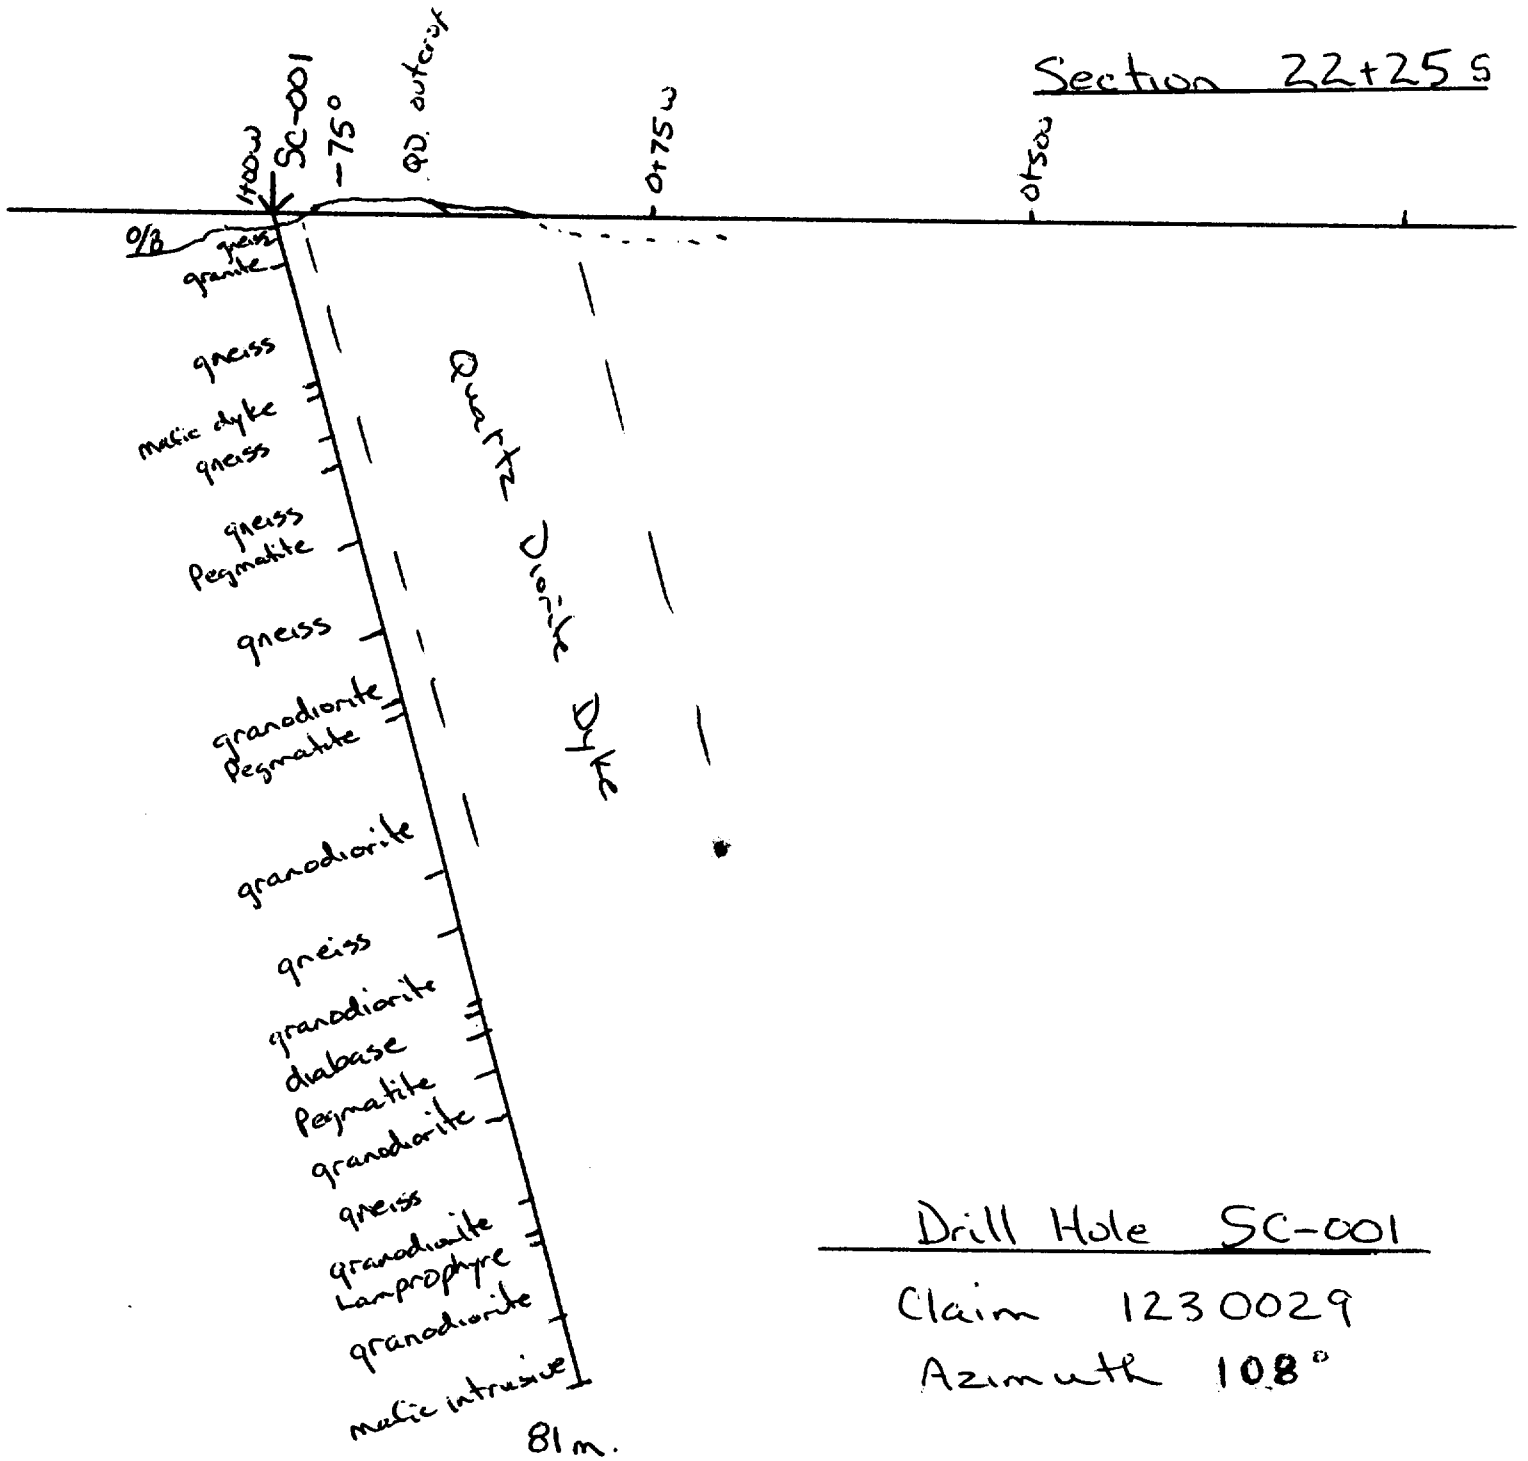 Section 22+25 S
1+00W
SC-001
-75°
QD. outcrop
0+75W
0+50W
O/B
gneiss
granite
gneiss
mafic dyke
gneiss
gneiss
Pegmatite
gneiss
granodiorite
Pegmatite
granodiorite
gneiss
granodiorite
diabase
Pegmatite
granodiorite
gneiss
granodiorite
Lamprophyre
granodiorite
mafic intrusive
81 m.
Quartz Diorite Dyke
Drill Hole SC-001
Claim 1230029
Azimuth 108°